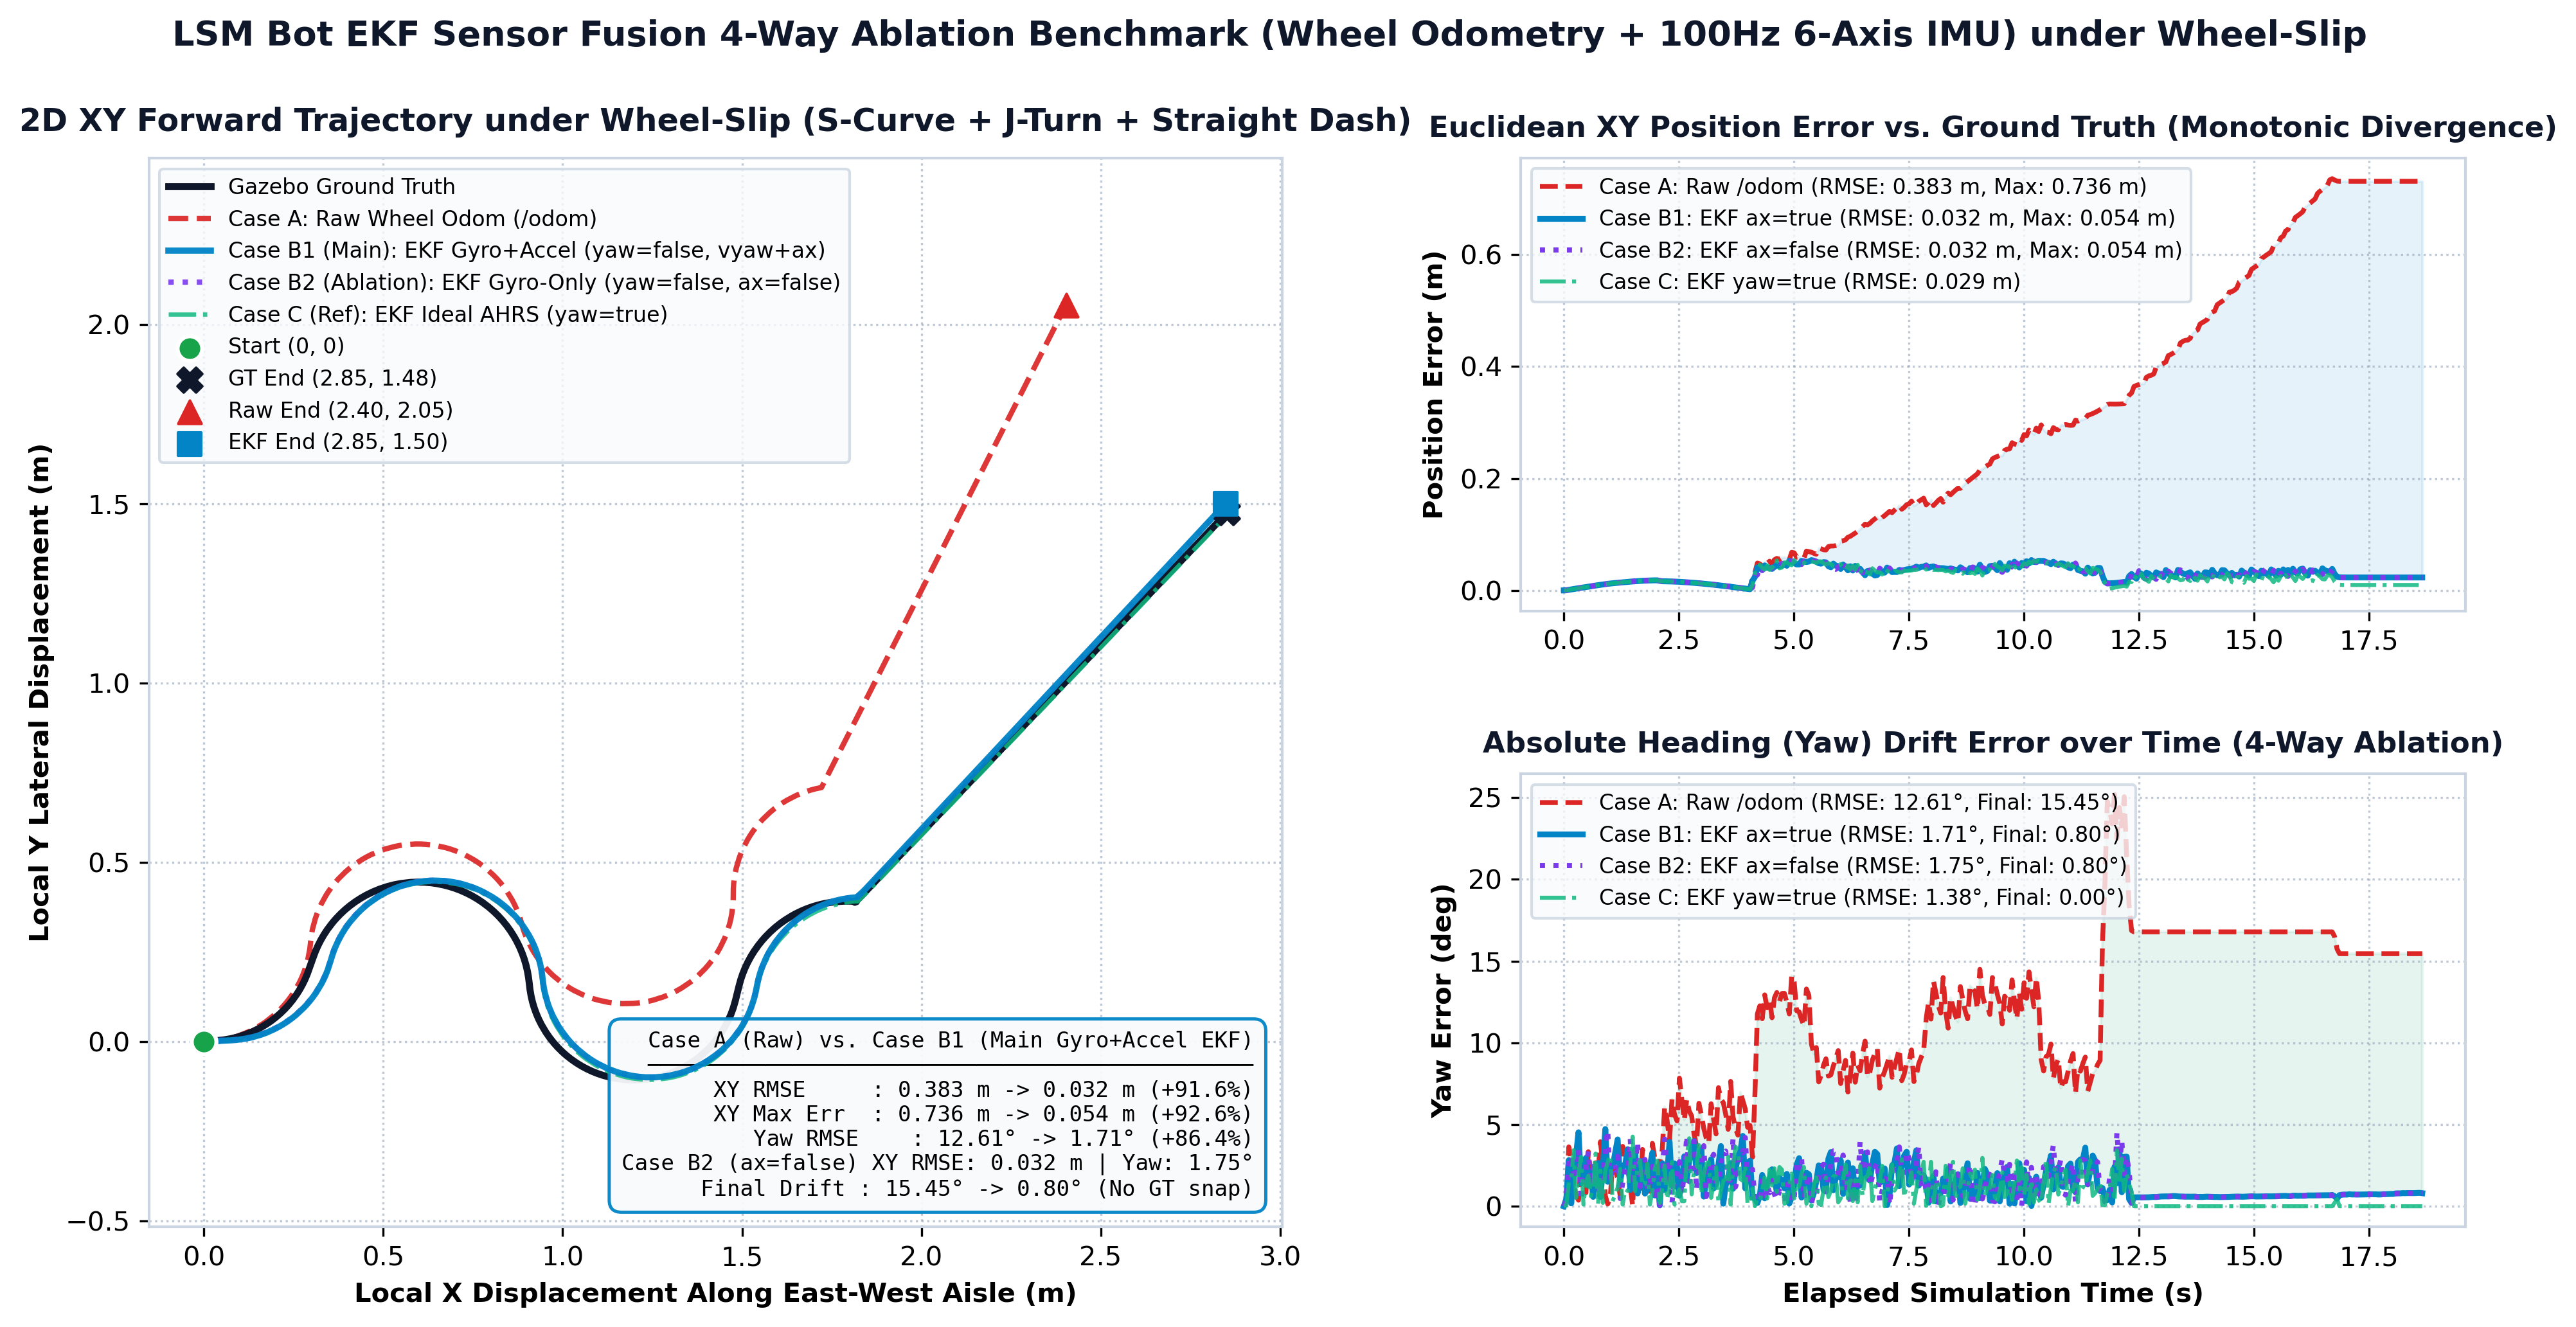 LSM Bot EKF Sensor Fusion 4-Way Ablation Benchmark (Wheel Odometry + 100Hz 6-Axis IMU) under Wheel-Slip
2D XY Forward Trajectory under Wheel-Slip (S-Curve + J-Turn + Straight Dash)
Local Y Lateral Displacement (m)
2.0
1.5
1.0
0.5
0.0
−0.5
Gazebo Ground Truth
Case A: Raw Wheel Odom (/odom)
Case B1 (Main): EKF Gyro+Accel (yaw=false, vyaw+ax)
Case B2 (Ablation): EKF Gyro-Only (yaw=false, ax=false)
Case C (Ref): EKF Ideal AHRS (yaw=true)
Start (0, 0)
GT End (2.85, 1.48)
Raw End (2.40, 2.05)
EKF End (2.85, 1.50)
Case A (Raw) vs. Case B1 (Main Gyro+Accel EKF)
XY RMSE : 0.383 m -> 0.032 m (+91.6%)
XY Max Err : 0.736 m -> 0.054 m (+92.6%)
Yaw RMSE : 12.61° -> 1.71° (+86.4%)
Case B2 (ax=false) XY RMSE: 0.032 m | Yaw: 1.75°
Final Drift : 15.45° -> 0.80° (No GT snap)
0.0 0.5 1.0 1.5 2.0 2.5 3.0
Local X Displacement Along East-West Aisle (m)
Euclidean XY Position Error vs. Ground Truth (Monotonic Divergence)
Position Error (m)
0.6
0.4
0.2
0.0
Case A: Raw /odom (RMSE: 0.383 m, Max: 0.736 m)
Case B1: EKF ax=true (RMSE: 0.032 m, Max: 0.054 m)
Case B2: EKF ax=false (RMSE: 0.032 m, Max: 0.054 m)
Case C: EKF yaw=true (RMSE: 0.029 m)
0.0 2.5 5.0 7.5 10.0 12.5 15.0 17.5
Absolute Heading (Yaw) Drift Error over Time (4-Way Ablation)
Yaw Error (deg)
25
20
15
10
5
0
Case A: Raw /odom (RMSE: 12.61°, Final: 15.45°)
Case B1: EKF ax=true (RMSE: 1.71°, Final: 0.80°)
Case B2: EKF ax=false (RMSE: 1.75°, Final: 0.80°)
Case C: EKF yaw=true (RMSE: 1.38°, Final: 0.00°)
0.0 2.5 5.0 7.5 10.0 12.5 15.0 17.5
Elapsed Simulation Time (s)